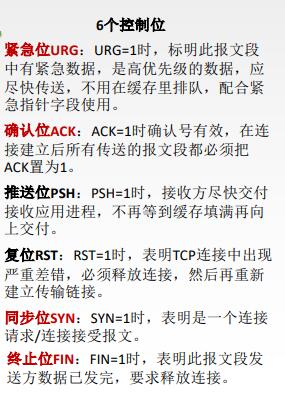 6个控制位
紧急位URG：URG=1时，标明此报文段
中有紧急数据，是高优先级的数据，应
尽快传送，不用在缓存里排队，配合紧
急指针字段使用。
确认位ACK：ACK=1时确认号有效，在连
接建立后所有传送的报文段都必须把
ACK置为1。
推送位PSH：PSH=1时，接收方尽快交付
接收应用进程，不再等到缓存填满再向
上交付。
复位RST：RST=1时，表明TCP连接中出现
严重差错，必须释放连接，然后再重新
建立传输链接。
同步位SYN：SYN=1时，表明是一个连接
请求/连接接受报文。
终止位FIN：FIN=1时，表明此报文段发
送方数据已发完，要求释放连接。